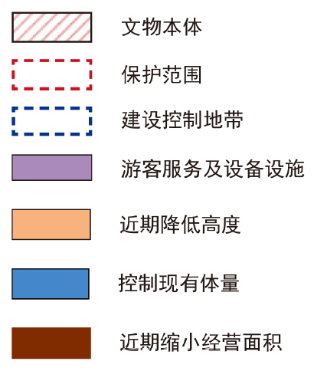 文物本体
保护范围
建设控制地带
游客服务及设备设施
近期降低高度
控制现有体量
近期缩小经营面积